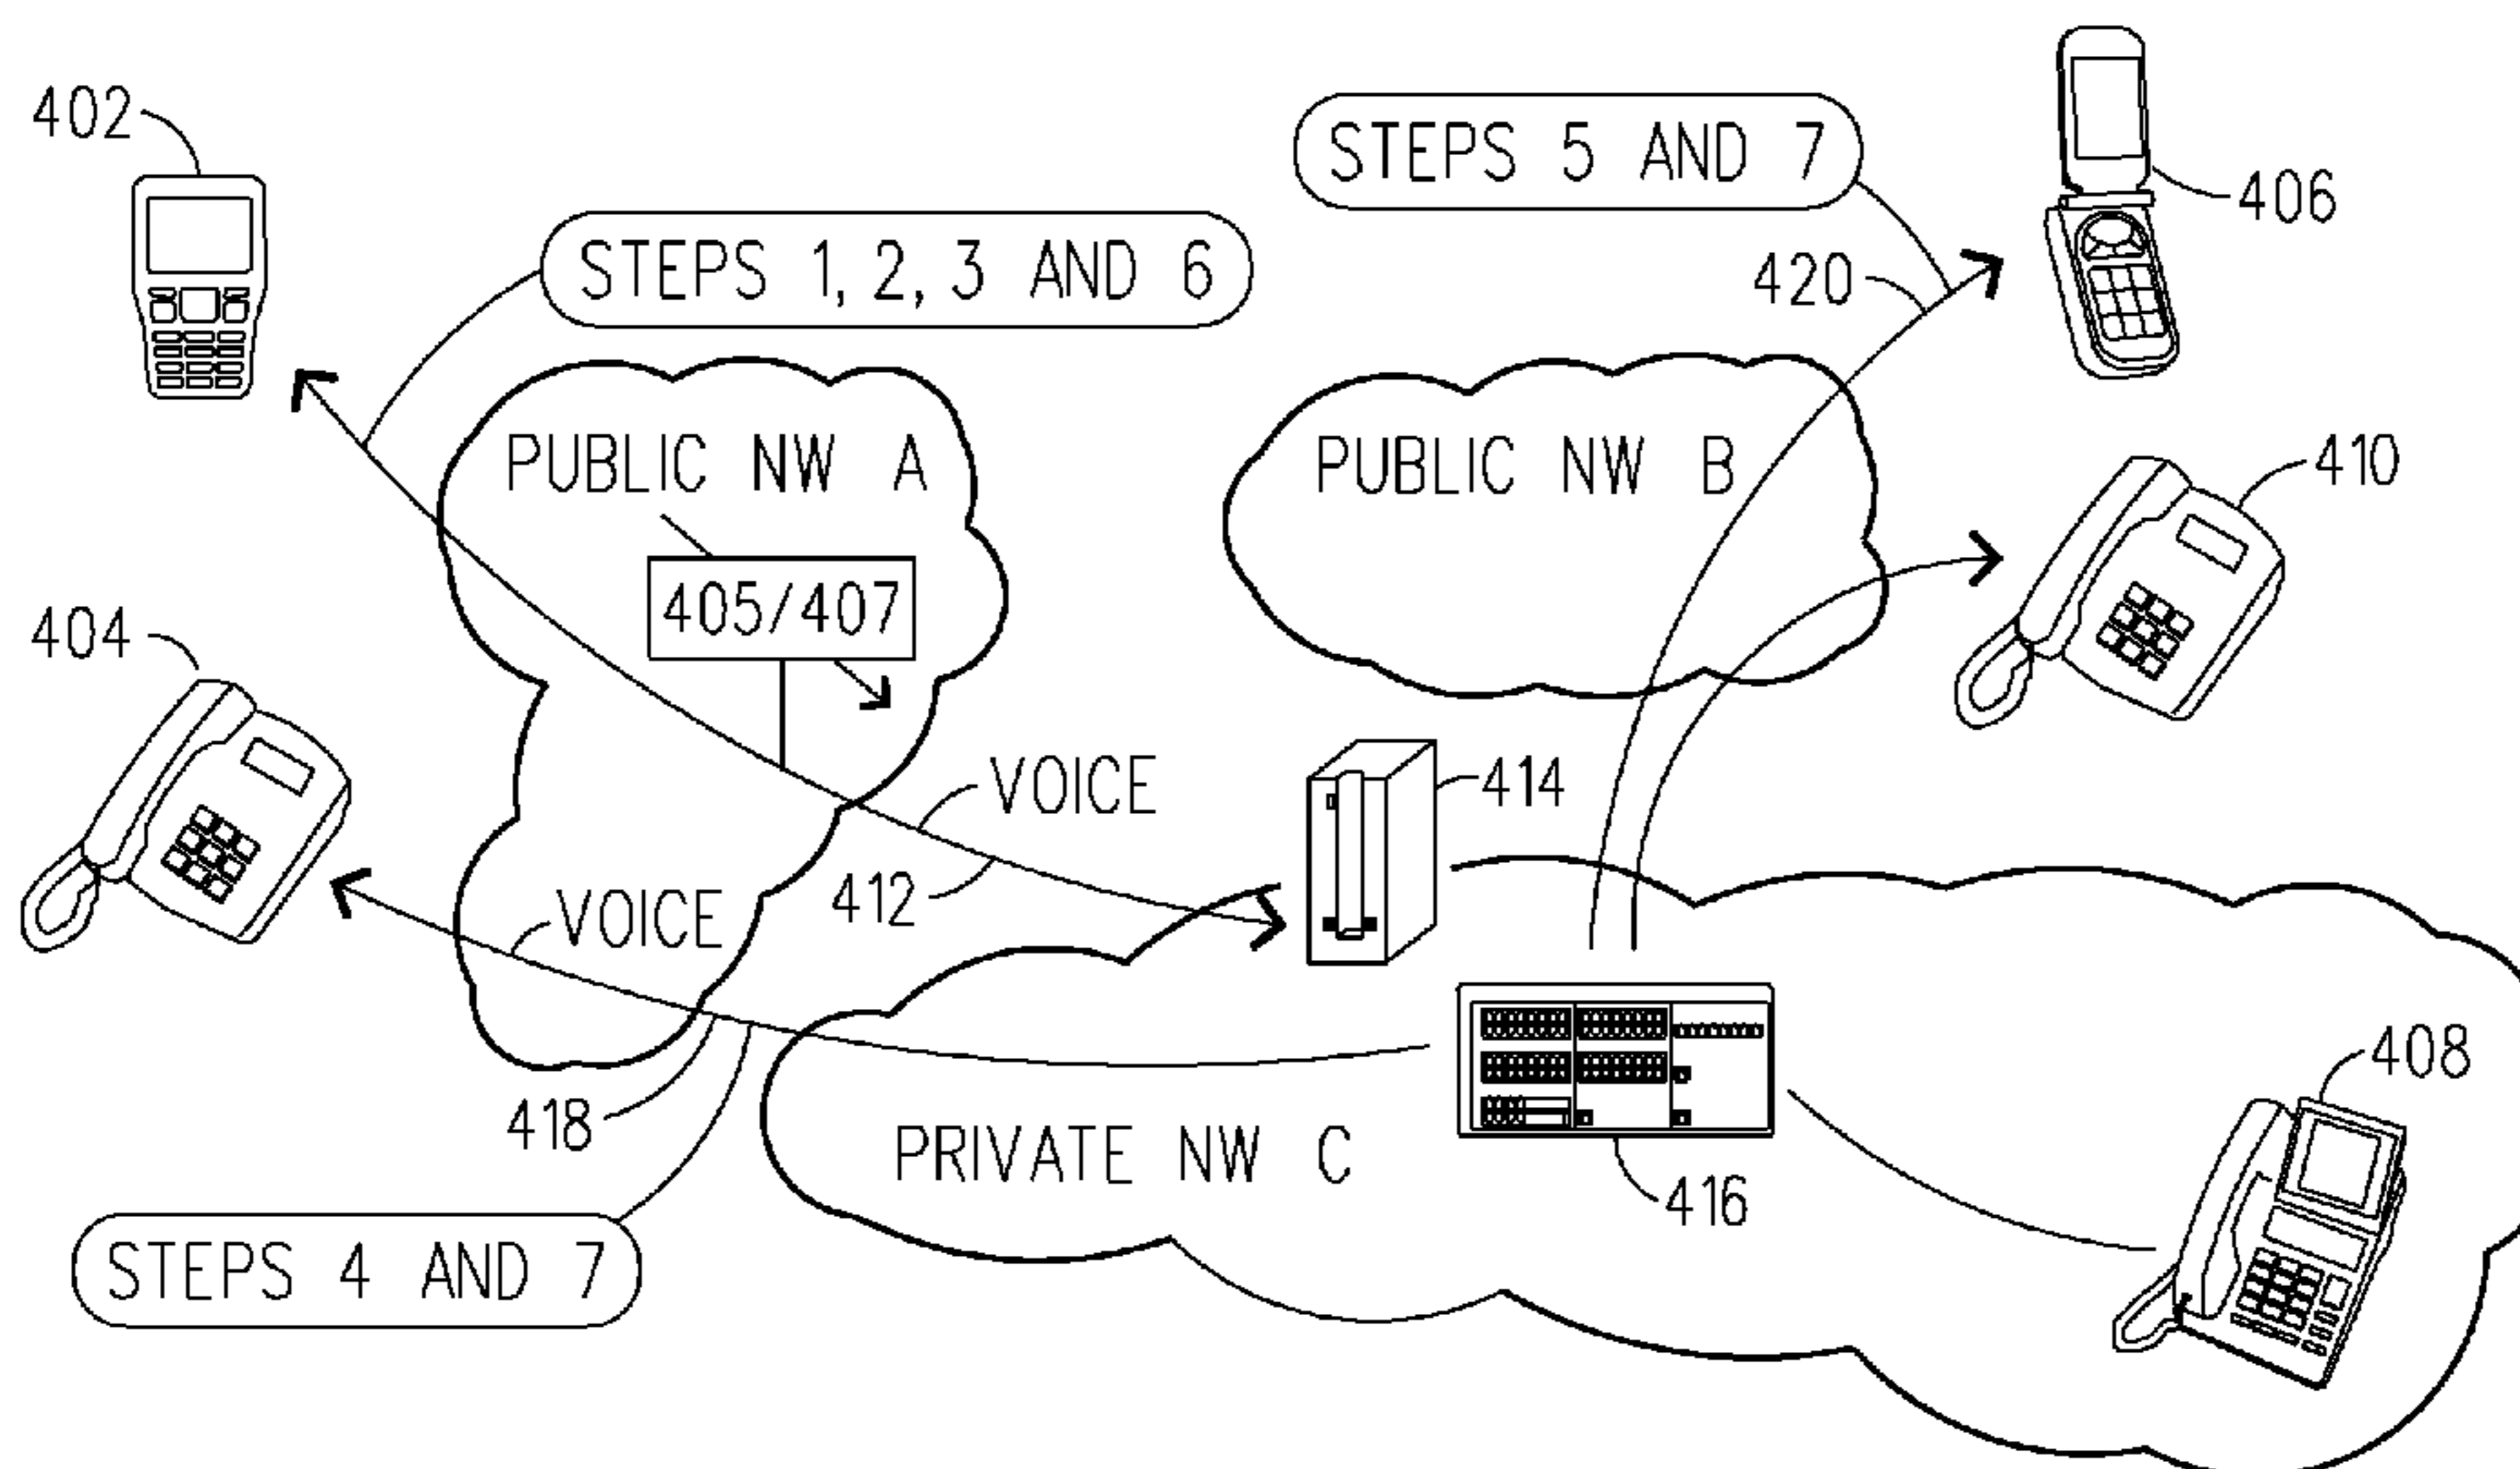 402
STEPS 5 AND 7
406
STEPS 1, 2, 3 AND 6
420
PUBLIC NW A
PUBLIC NW B
410
405/407
404
VOICE
414
412
VOICE
408
418
PRIVATE NW C
416
STEPS 4 AND 7